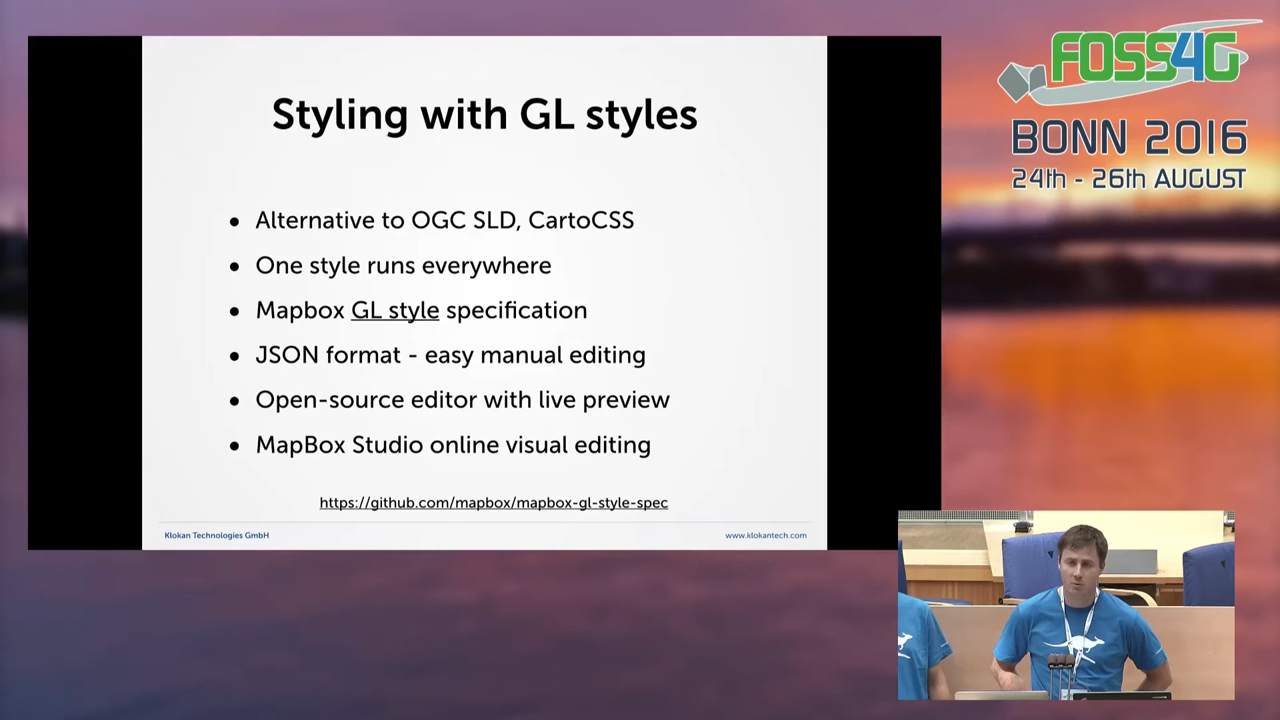 Styling with GL styles
• Alternative to OGC SLD, CartoCSS
• One style runs everywhere
• Mapbox GL style specification
• JSON format - easy manual editing
• Open-source editor with live preview
• MapBox Studio online visual editing
https://github.com/mapbox/mapbox-gl-style-spec
Klokan Technologies GmbH
www.klokantech.com
FOSS4G
BONN 2016
24th - 26th AUGUST